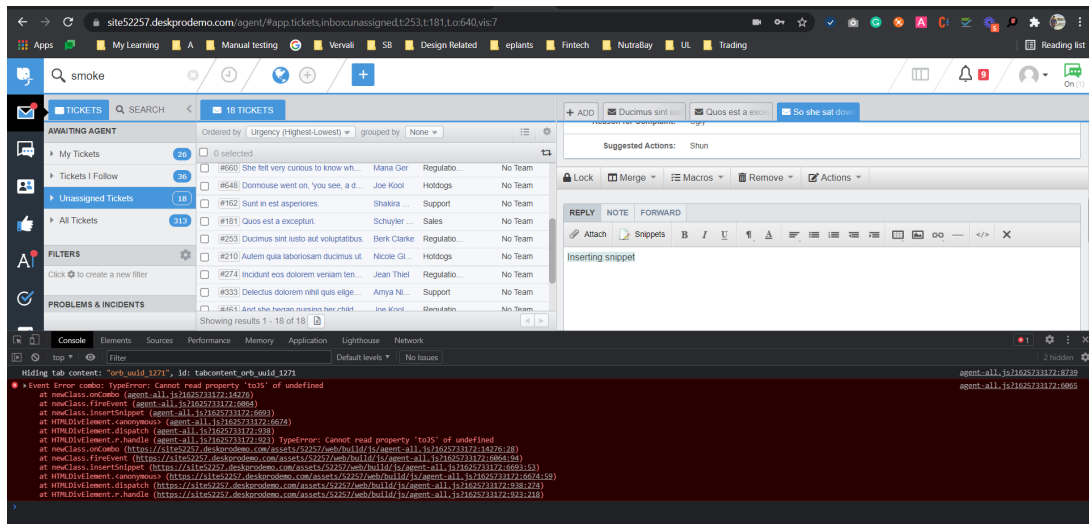 site52257.deskprodemo.com/agent/#app.tickets,inbox:unassigned,t:253,t:181,t.o:640,vis:7
Apps My Learning A Manual testing Vervali SB Design Related eplants Fintech NutraBay UL Trading Reading list
smoke 9 On (1)
TICKETS SEARCH 18 TICKETS + ADD Ducimus sint ius Quos est a exce So she sat dow
AWAITING AGENT Ordered by Urgency (Highest-Lowest) grouped by None
Reason for Complaint: Ugly
My Tickets 26 0 selected Suggested Actions: Shun
#660 She felt very curious to know wh... Mana Ger Regulatio... No Team
Tickets I Follow 36 #648 Dormouse went on, 'you see, a d... Joe Kool Hotdogs No Team Lock Merge Macros Remove Actions
Unassigned Tickets 18 #162 Sunt in est asperiores. Shakira ... Support No Team
All Tickets 313 #181 Quos est a excepturi. Schuyler ... Sales No Team REPLY NOTE FORWARD
#253 Ducimus sint iusto aut voluptatibus. Berk Clarke Regulatio... No Team Attach Snippets B I U ¶ A
FILTERS #210 Autem quia laboriosam ducimus ut. Nicole Gl... Hotdogs No Team Inserting snippet
Click to create a new filter #274 Incidunt eos dolorem veniam ten... Jean Thiel Regulatio... No Team
#333 Delectus dolorem nihil quis elige... Amya Ni... Support No Team
PROBLEMS & INCIDENTS #461 And she began nursing her child Joe Kool Regulatio No Team
Showing results 1 - 18 of 18
Console Elements Sources Performance Memory Application Lighthouse Network 1
top Filter Default levels No Issues 2 hidden
Hiding tab content: "orb_uuid_1271", id: tabcontent_orb_uuid_1271 agent-all.js?1625733172:8739
Event Error combo: TypeError: Cannot read property 'toJS' of undefined agent-all.js?1625733172:6065
at newClass.onCombo (agent-all.js?1625733172:14276)
at newClass.fireEvent (agent-all.js?1625733172:6064)
at newClass.insertSnippet (agent-all.js?1625733172:6693)
at HTMLDivElement.<anonymous> (agent-all.js?1625733172:6674)
at HTMLDivElement.dispatch (agent-all.js?1625733172:938)
at HTMLDivElement.r.handle (agent-all.js?1625733172:923) TypeError: Cannot read property 'toJS' of undefined
at newClass.onCombo (https://site52257.deskprodemo.com/assets/52257/web/build/js/agent-all.js?1625733172:14276:28)
at newClass.fireEvent (https://site52257.deskprodemo.com/assets/52257/web/build/js/agent-all.js?1625733172:6064:94)
at newClass.insertSnippet (https://site52257.deskprodemo.com/assets/52257/web/build/js/agent-all.js?1625733172:6693:53)
at HTMLDivElement.<anonymous> (https://site52257.deskprodemo.com/assets/52257/web/build/js/agent-all.js?1625733172:6674:59)
at HTMLDivElement.dispatch (https://site52257.deskprodemo.com/assets/52257/web/build/js/agent-all.js?1625733172:938:274)
at HTMLDivElement.r.handle (https://site52257.deskprodemo.com/assets/52257/web/build/js/agent-all.js?1625733172:923:218)